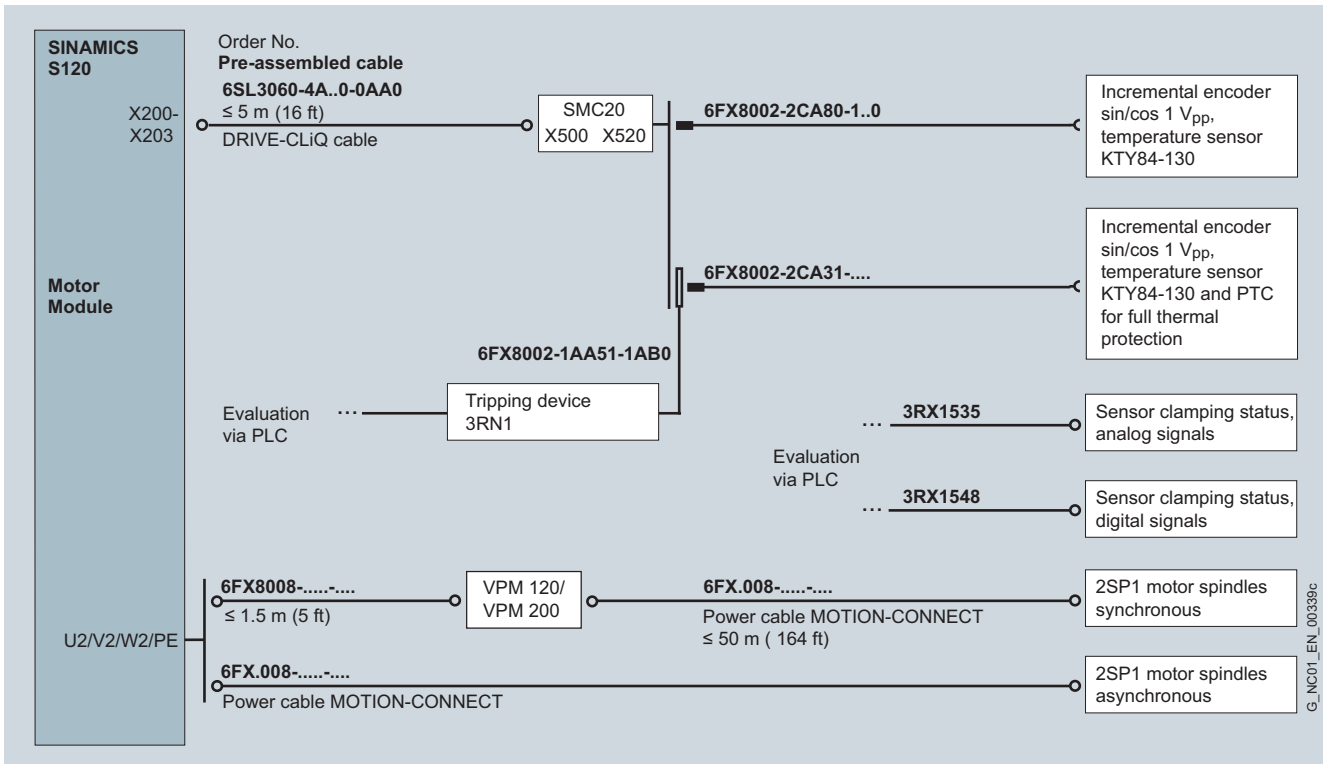 SINAMICS
S120
Order No.
Pre-assembled cable
6SL3060-4A..0-0AA0
≤ 5 m (16 ft)
DRIVE-CLiQ cable
X200-
X203
SMC20
X500 X520
6FX8002-2CA80-1..0
Incremental encoder
sin/cos 1 Vpp,
temperature sensor
KTY84-130
Motor
Module
6FX8002-2CA31-....
Incremental encoder
sin/cos 1 Vpp,
temperature sensor
KTY84-130 and PTC
for full thermal
protection
6FX8002-1AA51-1AB0
Evaluation
via PLC
...
Tripping device
3RN1
Evaluation
via PLC
...
3RX1535
Sensor clamping status,
analog signals
...
3RX1548
Sensor clamping status,
digital signals
U2/V2/W2/PE
6FX8008-.....-....
≤ 1.5 m (5 ft)
VPM 120/
VPM 200
6FX.008-.....-....
Power cable MOTION-CONNECT
≤ 50 m ( 164 ft)
2SP1 motor spindles
synchronous
6FX.008-.....-....
Power cable MOTION-CONNECT
2SP1 motor spindles
asynchronous
G_NC01_EN_00339c